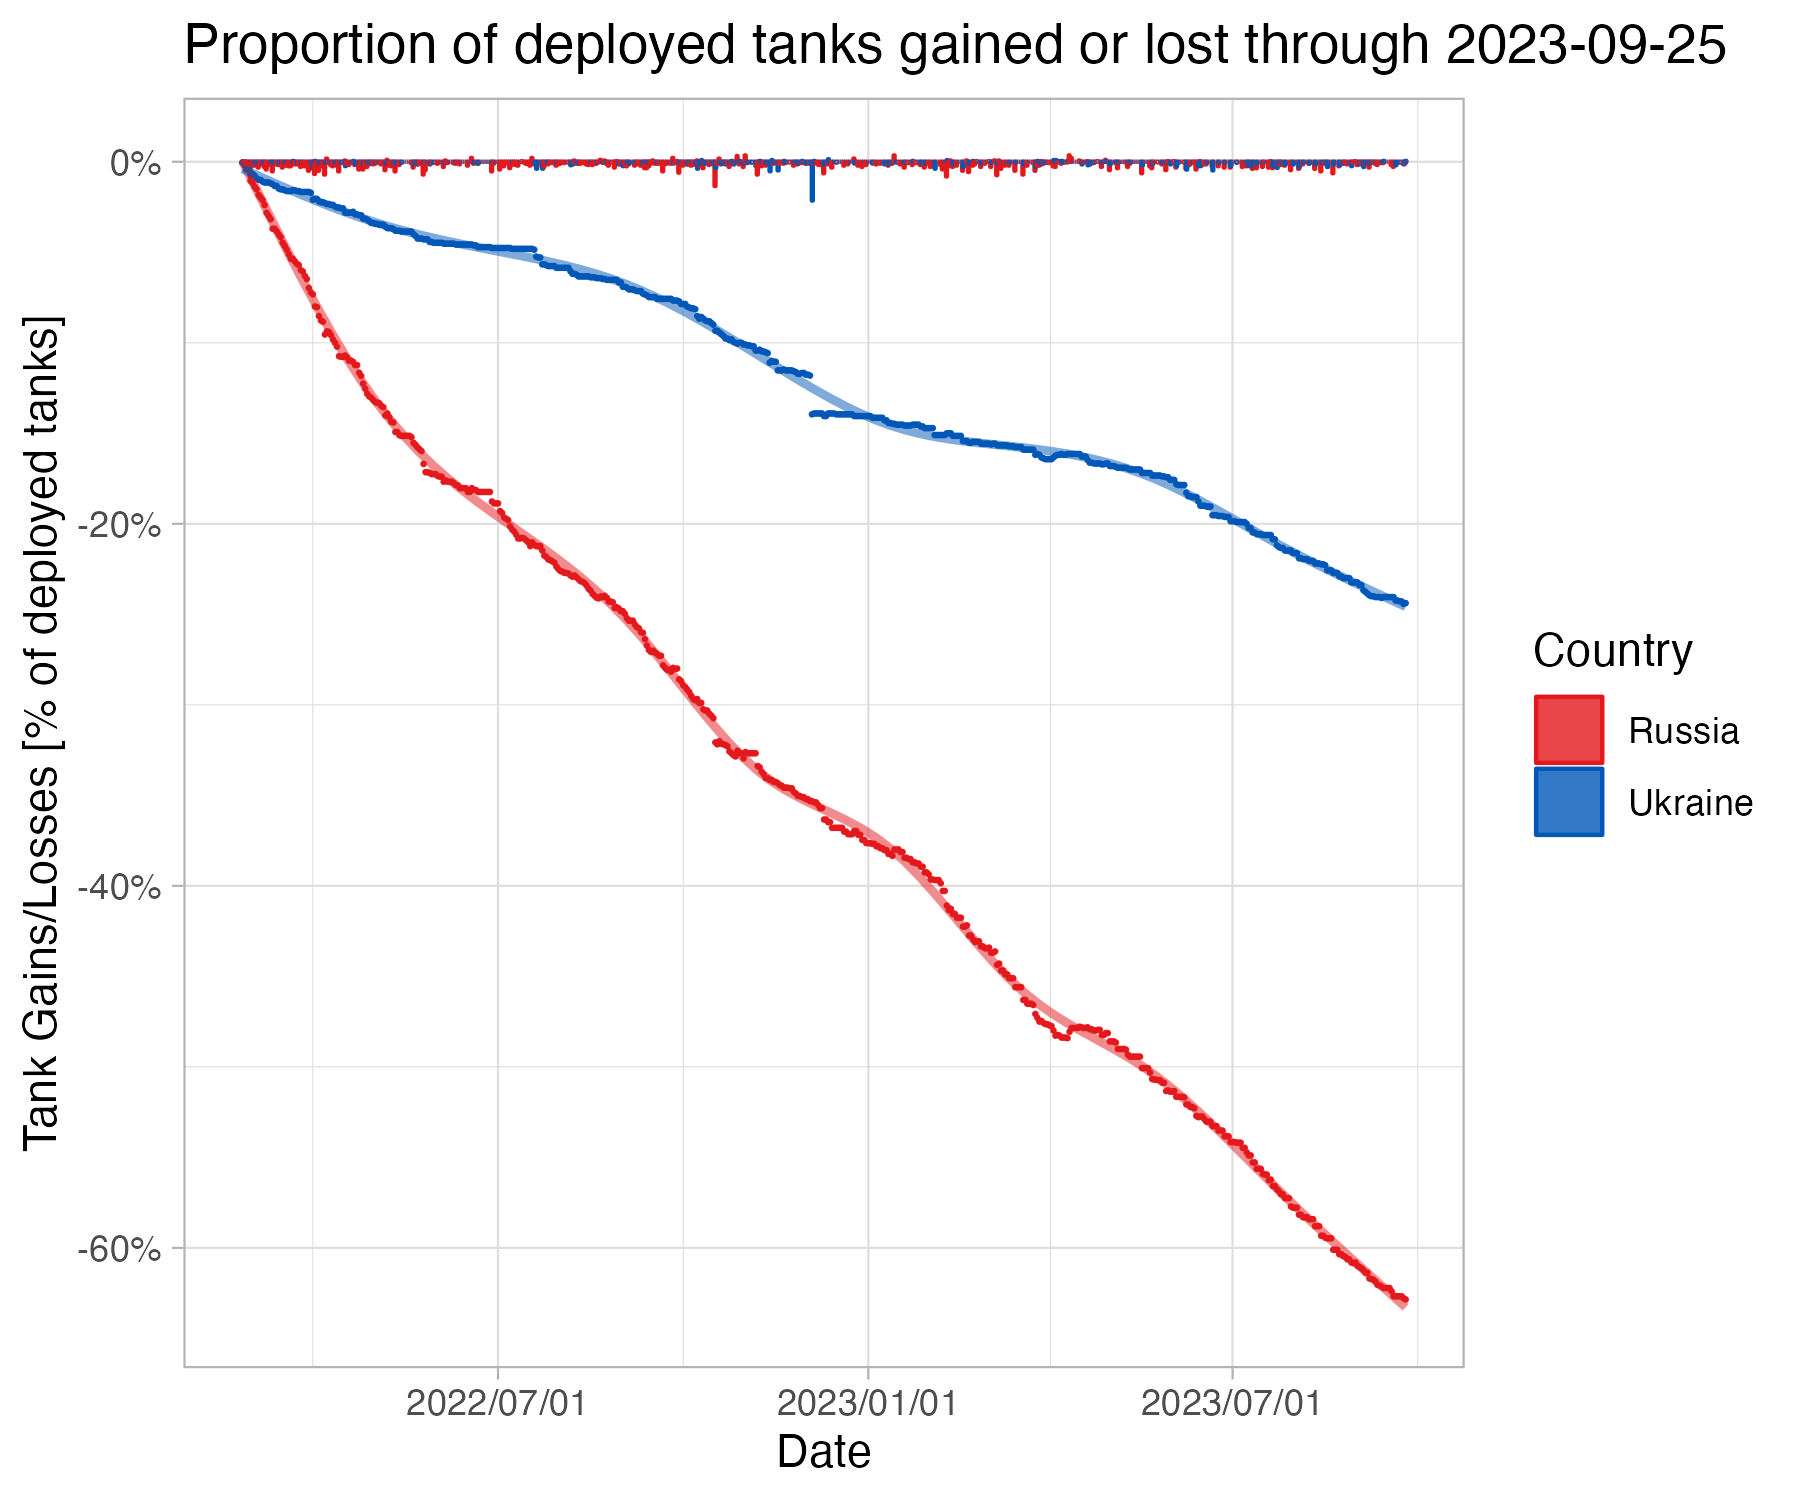 Proportion of deployed tanks gained or lost through 2023-09-25
Tank Gains/Losses [% of deployed tanks]
0%
-20%
-40%
-60%
2022/07/01
2023/01/01
2023/07/01
Date
Country
Russia
Ukraine